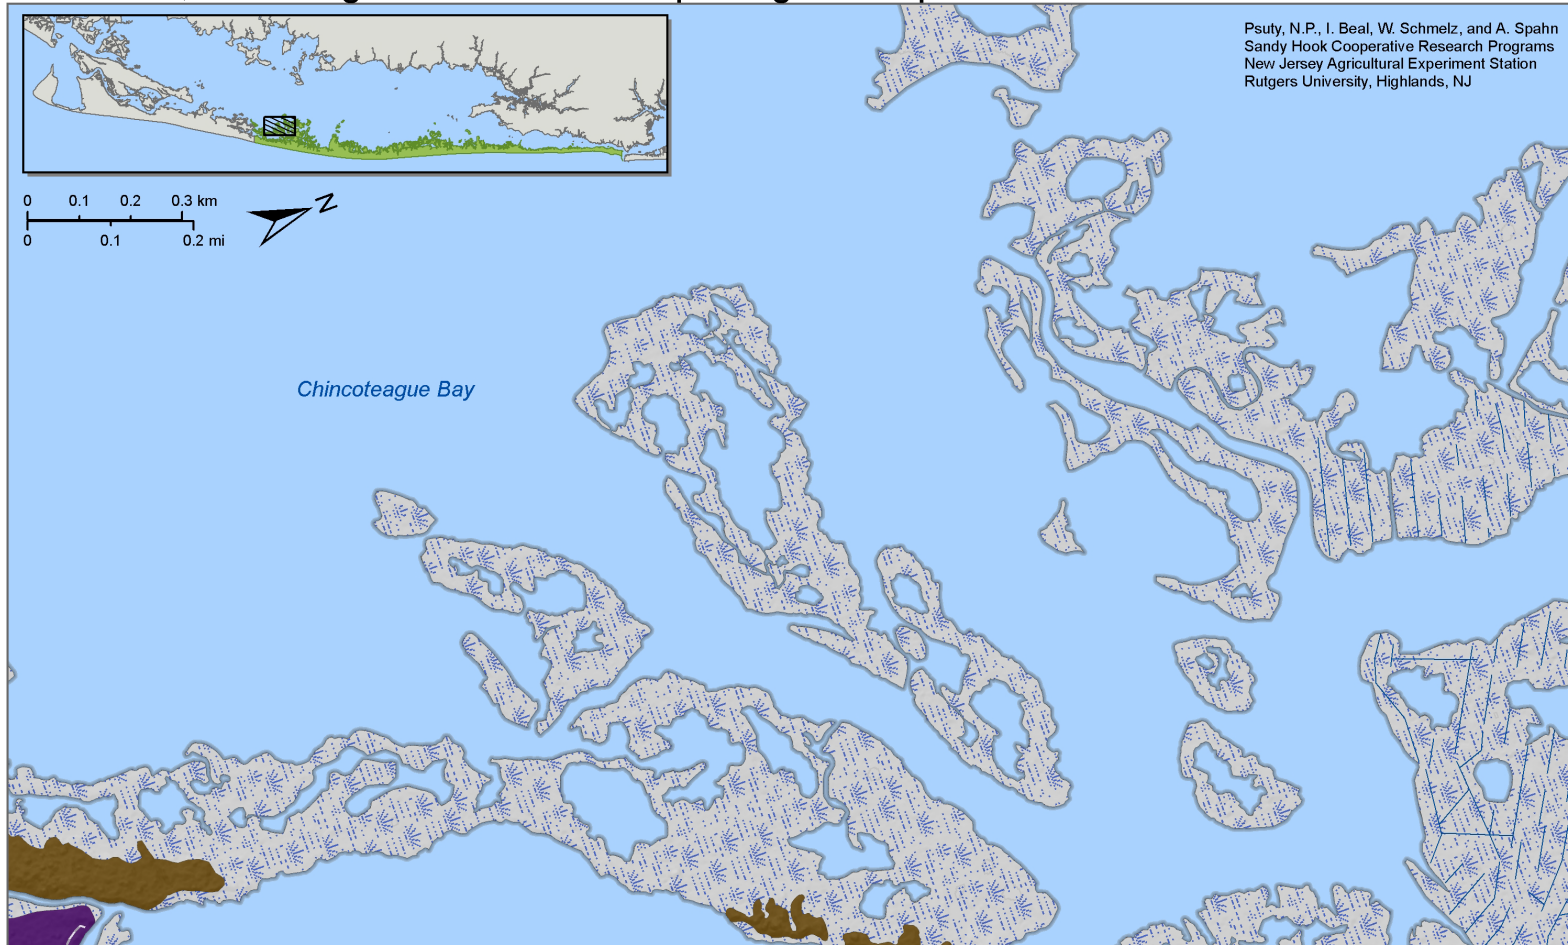 Psuty, N.P., I. Beal, W. Schmelz, and A. Spahn
Sandy Hook Cooperative Research Programs
New Jersey Agricultural Experiment Station
Rutgers University, Highlands, NJ
0 0.1 0.2 0.3 km
0 0.1 0.2 mi
N
Chincoteague Bay